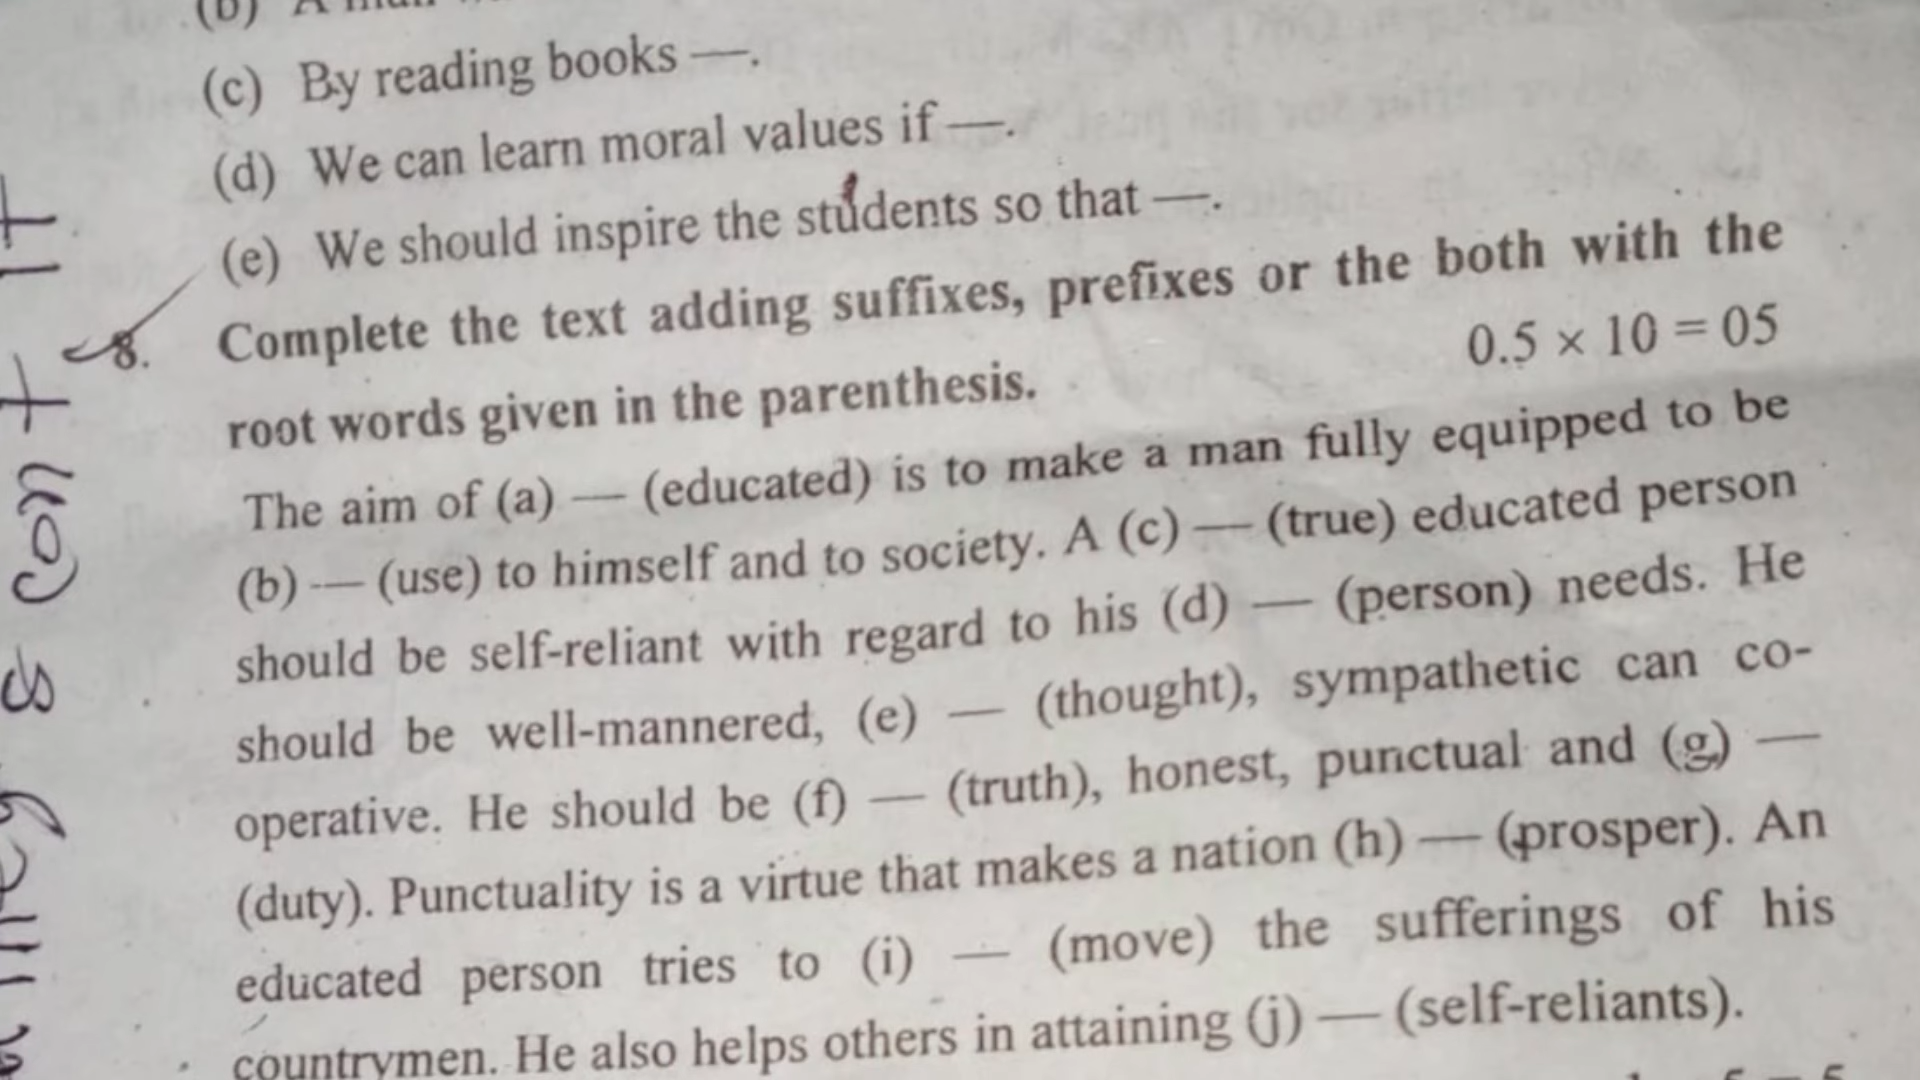 (b) A man
(c) By reading books —.
(d) We can learn moral values if —.
(e) We should inspire the students so that —.
8. Complete the text adding suffixes, prefixes or the both with the
root words given in the parenthesis. 0.5 × 10 = 05
The aim of (a) — (educated) is to make a man fully equipped to be
(b) — (use) to himself and to society. A (c) — (true) educated person
should be self-reliant with regard to his (d) — (person) needs. He
should be well-mannered, (e) — (thought), sympathetic can co-
operative. He should be (f) — (truth), honest, punctual and (g) —
(duty). Punctuality is a virtue that makes a nation (h) — (prosper). An
educated person tries to (i) — (move) the sufferings of his
countrymen. He also helps others in attaining (j) — (self-reliants).